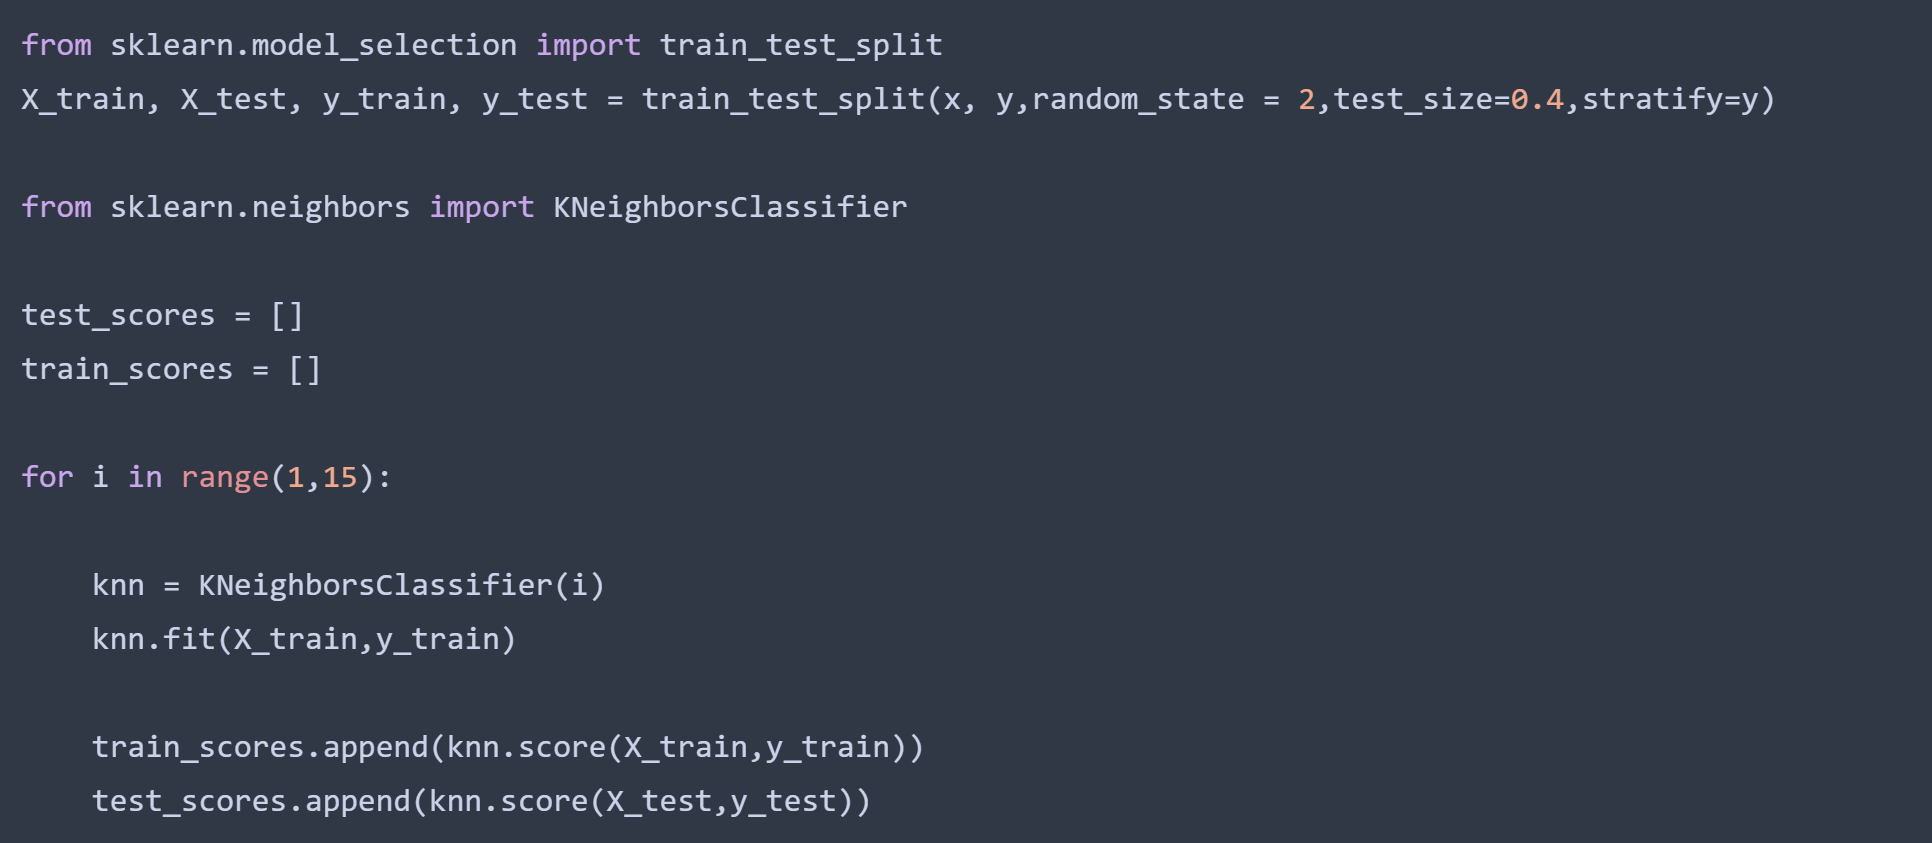 from sklearn.model_selection import train_test_split
X_train, X_test, y_train, y_test = train_test_split(x, y,random_state = 2,test_size=0.4,stratify=y)
from sklearn.neighbors import KNeighborsClassifier
test_scores = []
train_scores = []
for i in range(1,15):
    knn = KNeighborsClassifier(i)
    knn.fit(X_train,y_train)
    train_scores.append(knn.score(X_train,y_train))
    test_scores.append(knn.score(X_test,y_test))